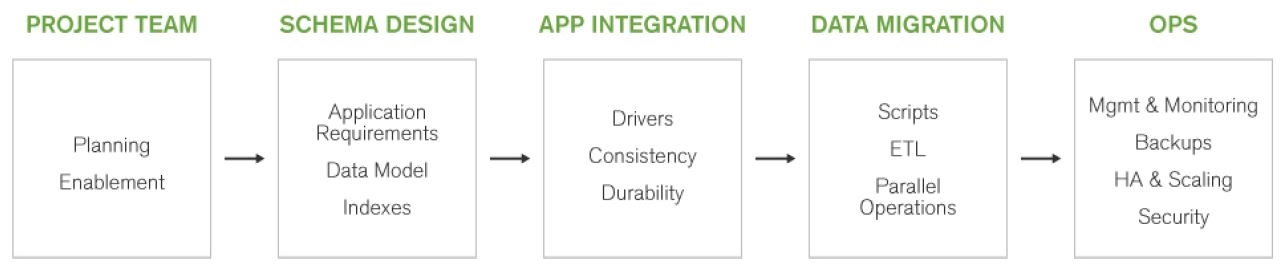 PROJECT TEAM
Planning
Enablement
SCHEMA DESIGN
Application
Requirements
Data Model
Indexes
APP INTEGRATION
Drivers
Consistency
Durability
DATA MIGRATION
Scripts
ETL
Parallel
Operations
OPS
Mgmt & Monitoring
Backups
HA & Scaling
Security